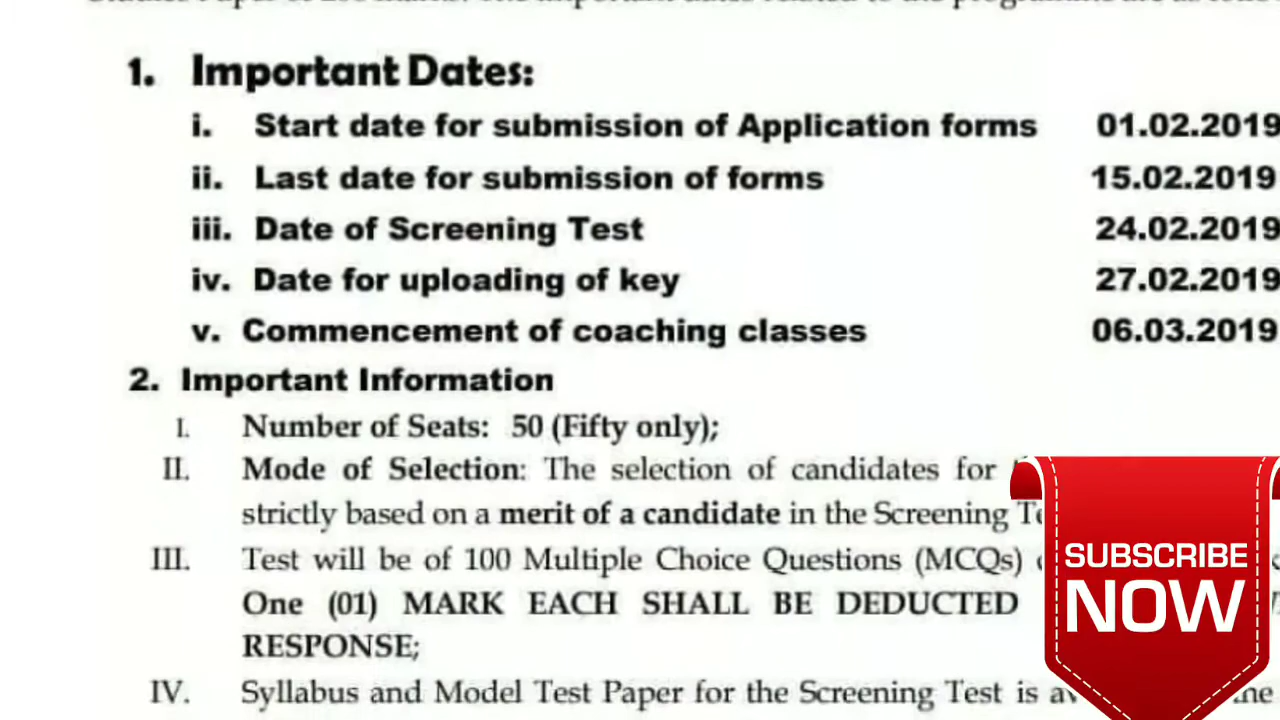 1. Important Dates:
i. Start date for submission of Application forms 01.02.2019
ii. Last date for submission of forms 15.02.2019
iii. Date of Screening Test 24.02.2019
iv. Date for uploading of key 27.02.2019
v. Commencement of coaching classes 06.03.2019
2. Important Information
I. Number of Seats: 50 (Fifty only);
II. Mode of Selection: The selection of candidates for
strictly based on a merit of a candidate in the Screening
III. Test will be of 100 Multiple Choice Questions (MCQs)
One (01) MARK EACH SHALL BE DEDUCTED
RESPONSE;
IV. Syllabus and Model Test Paper for the Screening Test is
SUBSCRIBE
NOW